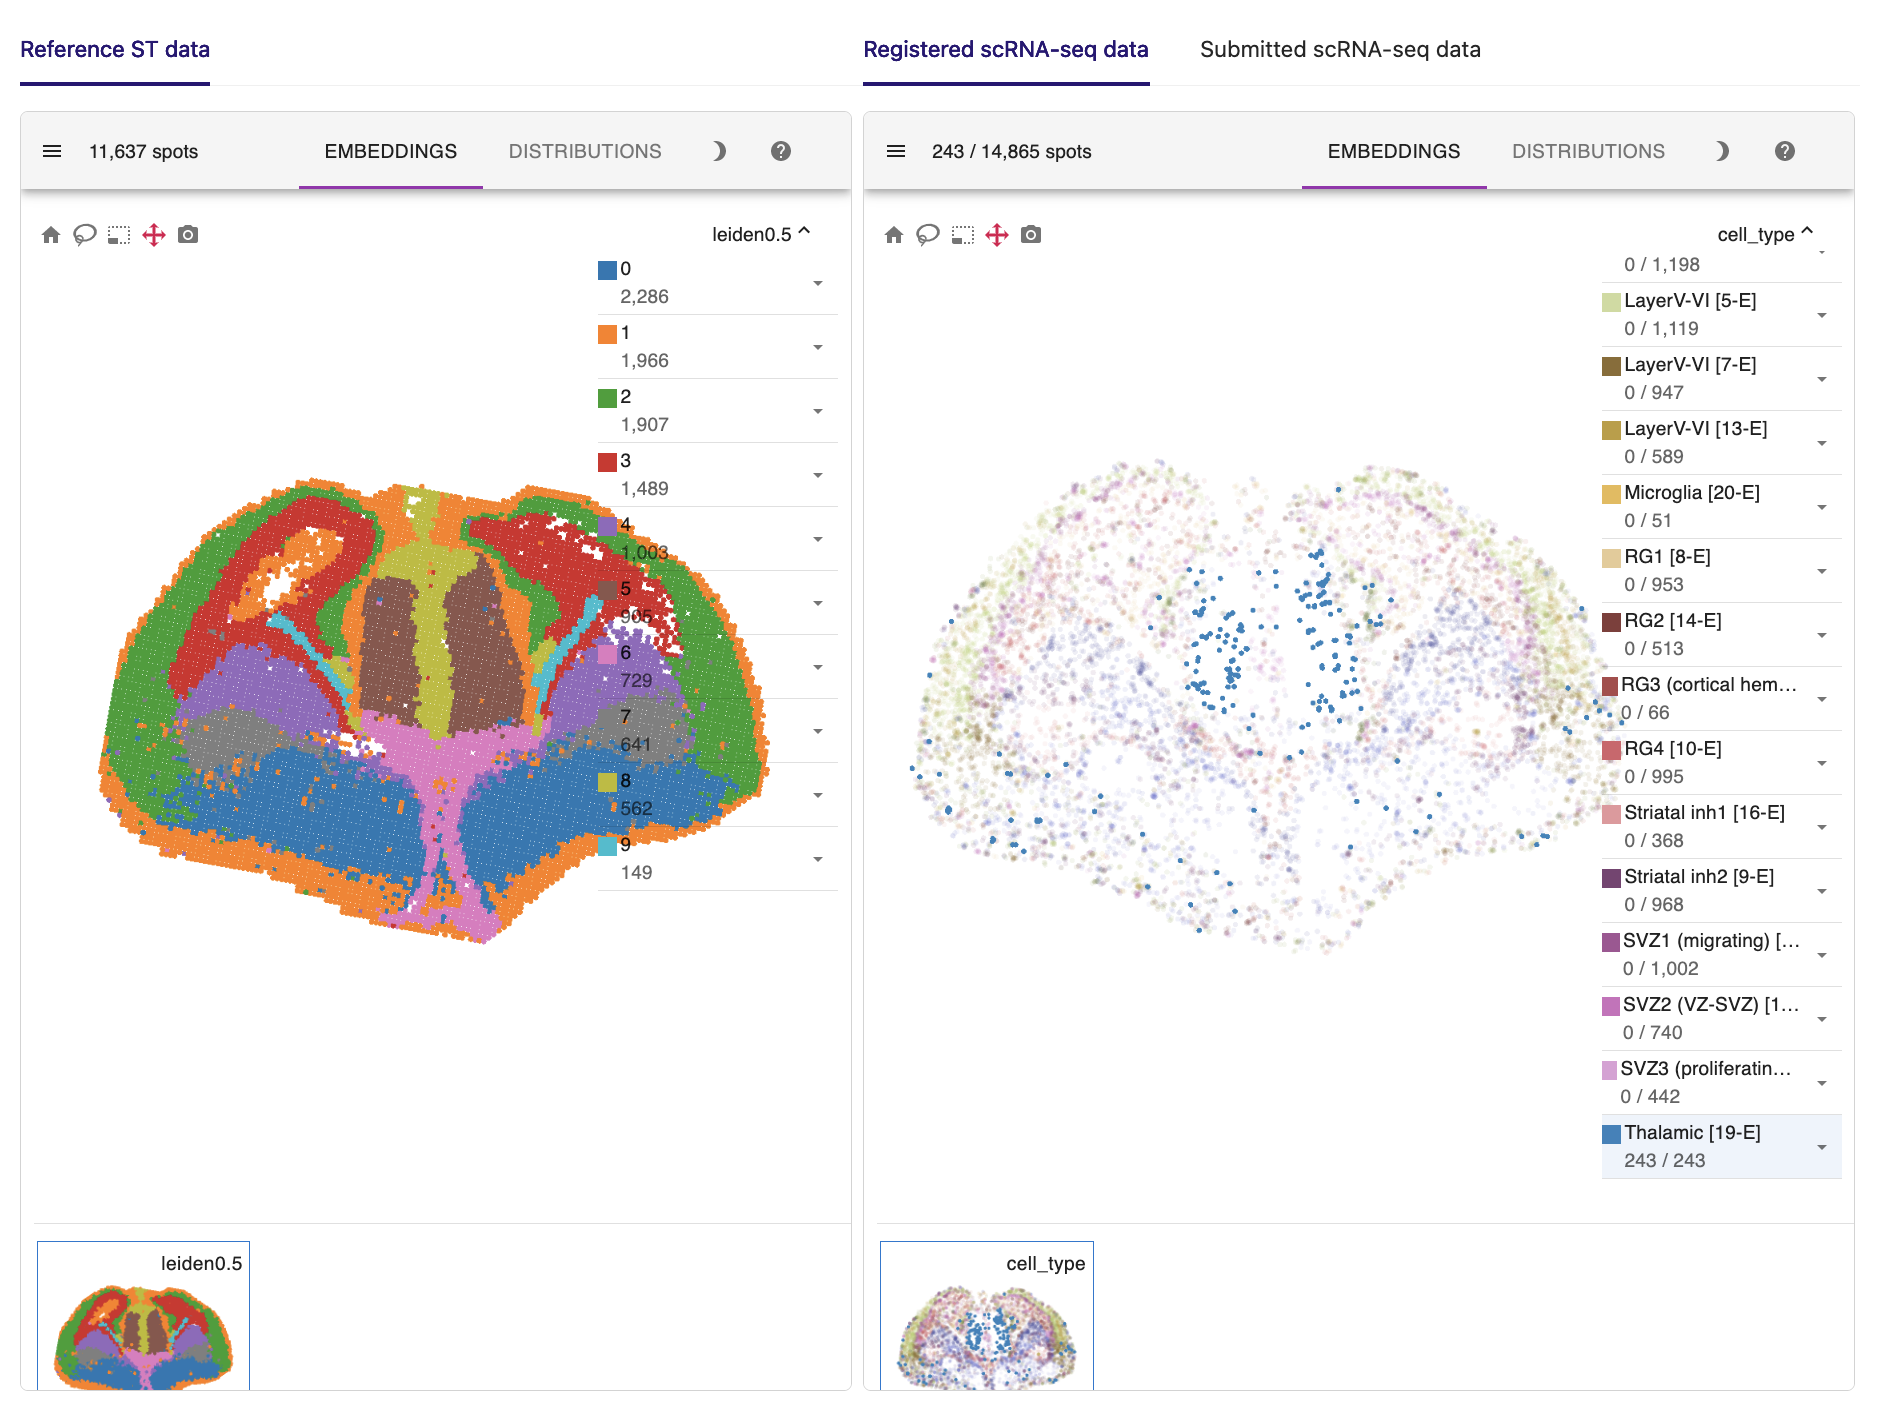 Reference ST data
Registered scRNA-seq data
Submitted scRNA-seq data
11,637 spots
EMBEDDINGS
DISTRIBUTIONS
leiden0.5
0
2,286
1
1,966
2
1,907
3
1,489
4
1,003
5
905
6
729
7
641
8
562
9
149
leiden0.5
243 / 14,865 spots
EMBEDDINGS
DISTRIBUTIONS
cell_type
0 / 1,198
LayerV-VI [5-E]
0 / 1,119
LayerV-VI [7-E]
0 / 947
LayerV-VI [13-E]
0 / 589
Microglia [20-E]
0 / 51
RG1 [8-E]
0 / 953
RG2 [14-E]
0 / 513
RG3 (cortical hem…
0 / 66
RG4 [10-E]
0 / 995
Striatal inh1 [16-E]
0 / 368
Striatal inh2 [9-E]
0 / 968
SVZ1 (migrating) […
0 / 1,002
SVZ2 (VZ-SVZ) [1…
0 / 740
SVZ3 (proliferatin…
0 / 442
Thalamic [19-E]
243 / 243
cell_type